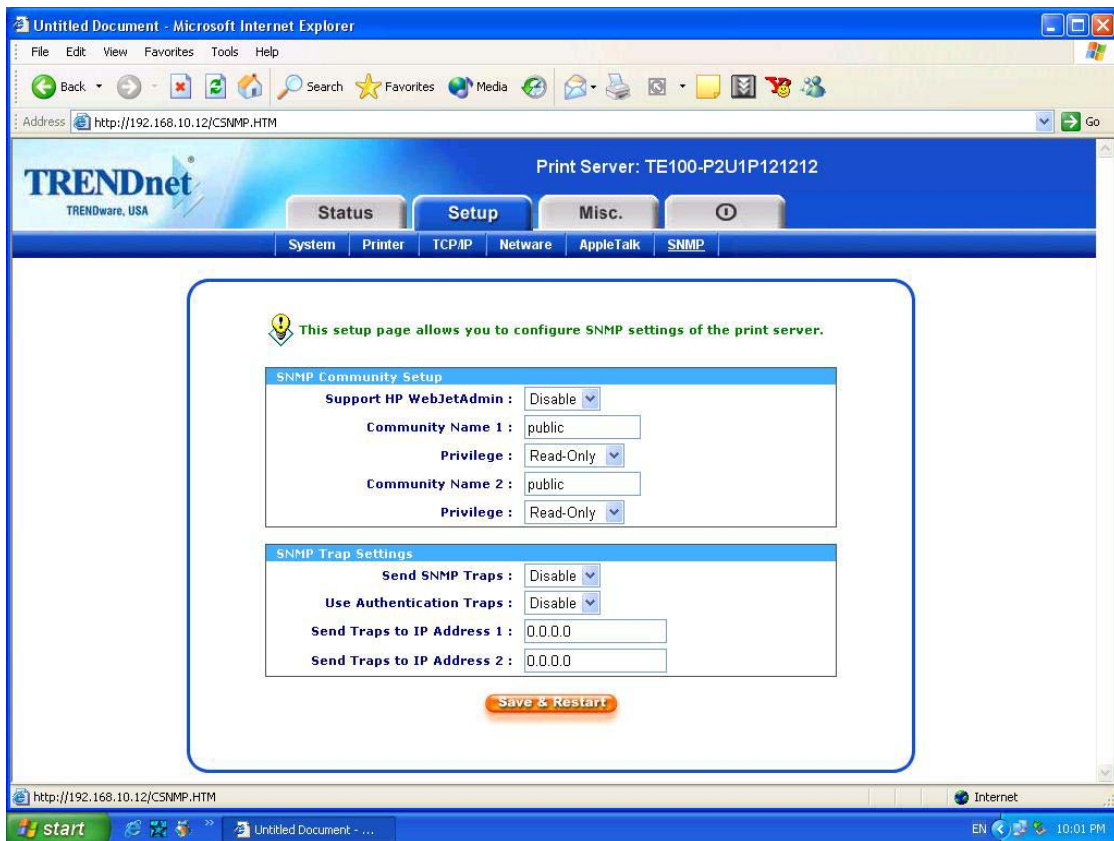 Untitled Document - Microsoft Internet Explorer
File Edit View Favorites Tools Help
Back Search Favorites Media
Address http://192.168.10.12/CSNMP.HTM Go
TRENDnet
TRENDware, USA
Print Server: TE100-P2U1P121212
Status Setup Misc.
System Printer TCP/IP Netware AppleTalk SNMP
This setup page allows you to configure SNMP settings of the print server.
SNMP Community Setup
Support HP WebJetAdmin : Disable
Community Name 1 : public
Privilege : Read-Only
Community Name 2 : public
Privilege : Read-Only
SNMP Trap Settings
Send SNMP Traps : Disable
Use Authentication Traps : Disable
Send Traps to IP Address 1 : 0.0.0.0
Send Traps to IP Address 2 : 0.0.0.0
Save & Restart
http://192.168.10.12/CSNMP.HTM Internet
start Untitled Document - ... EN 10:01 PM